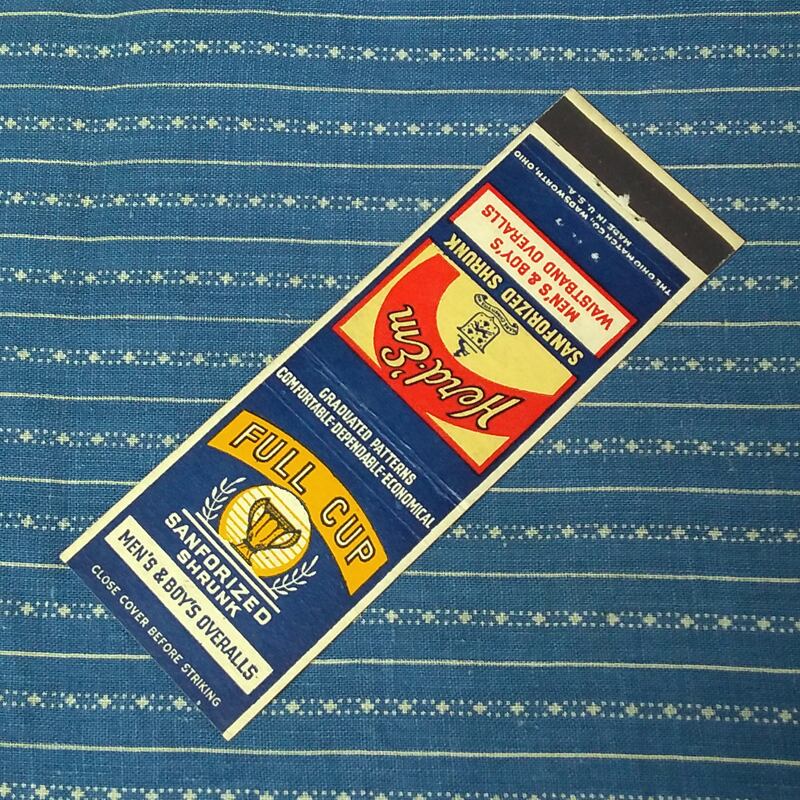 FULL CUP
SANFORIZED
SHRUNK
MEN'S & BOY'S OVERALLS
CLOSE COVER BEFORE STRIKING
GRADUATED PATTERNS
COMFORTABLE-DEPENDABLE-ECONOMICAL
Herd·'Em
SANFORIZED SHRUNK
MEN'S & BOY'S
WAISTBAND OVERALLS
THE OHIO MATCH CO., WADSWORTH, OHIO
MADE IN U.S.A.